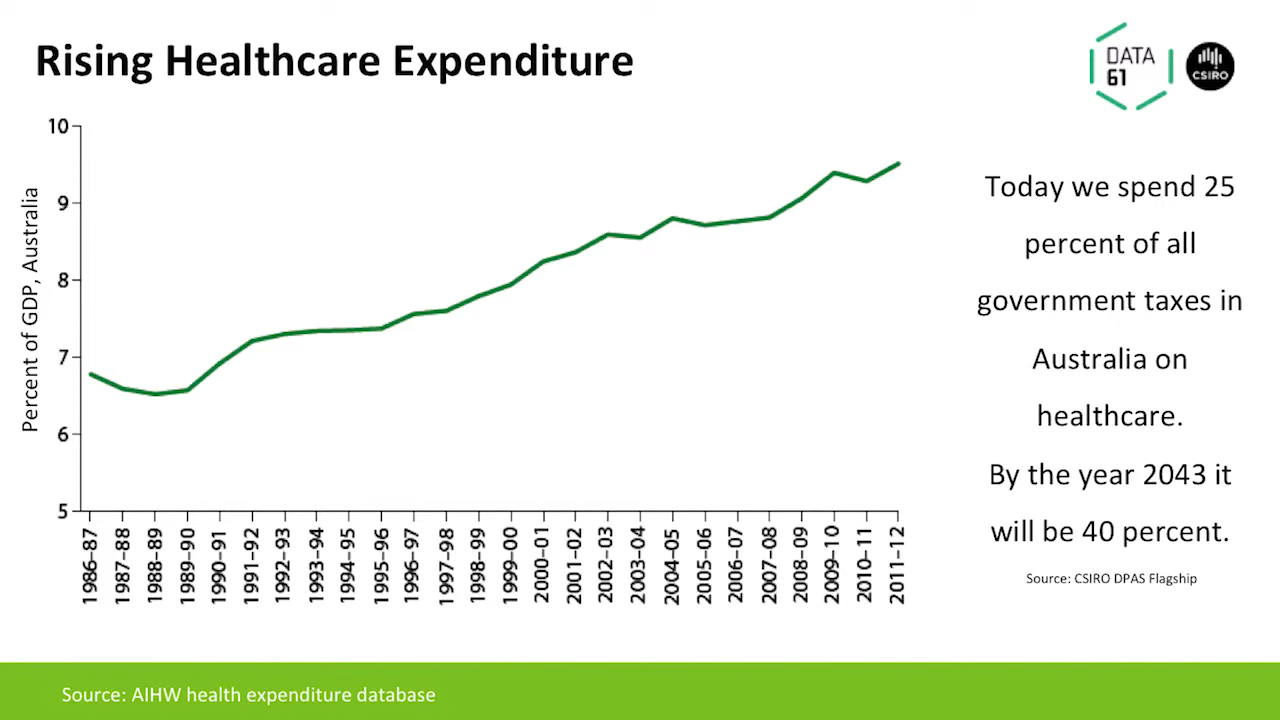 Rising Healthcare Expenditure
DATA
61
CSIRO
Percent of GDP, Australia
10
9
8
7
6
5
1986–87
1987–88
1988–89
1989–90
1990–91
1991–92
1992–93
1993–94
1994–95
1995–96
1996–97
1997–98
1998–99
1999–00
2000–01
2001–02
2002–03
2003–04
2004–05
2005–06
2006–07
2007–08
2008–09
2009–10
2010–11
2011–12
Today we spend 25
percent of all
government taxes in
Australia on
healthcare.
By the year 2043 it
will be 40 percent.
Source: CSIRO DPAS Flagship
Source: AIHW health expenditure database